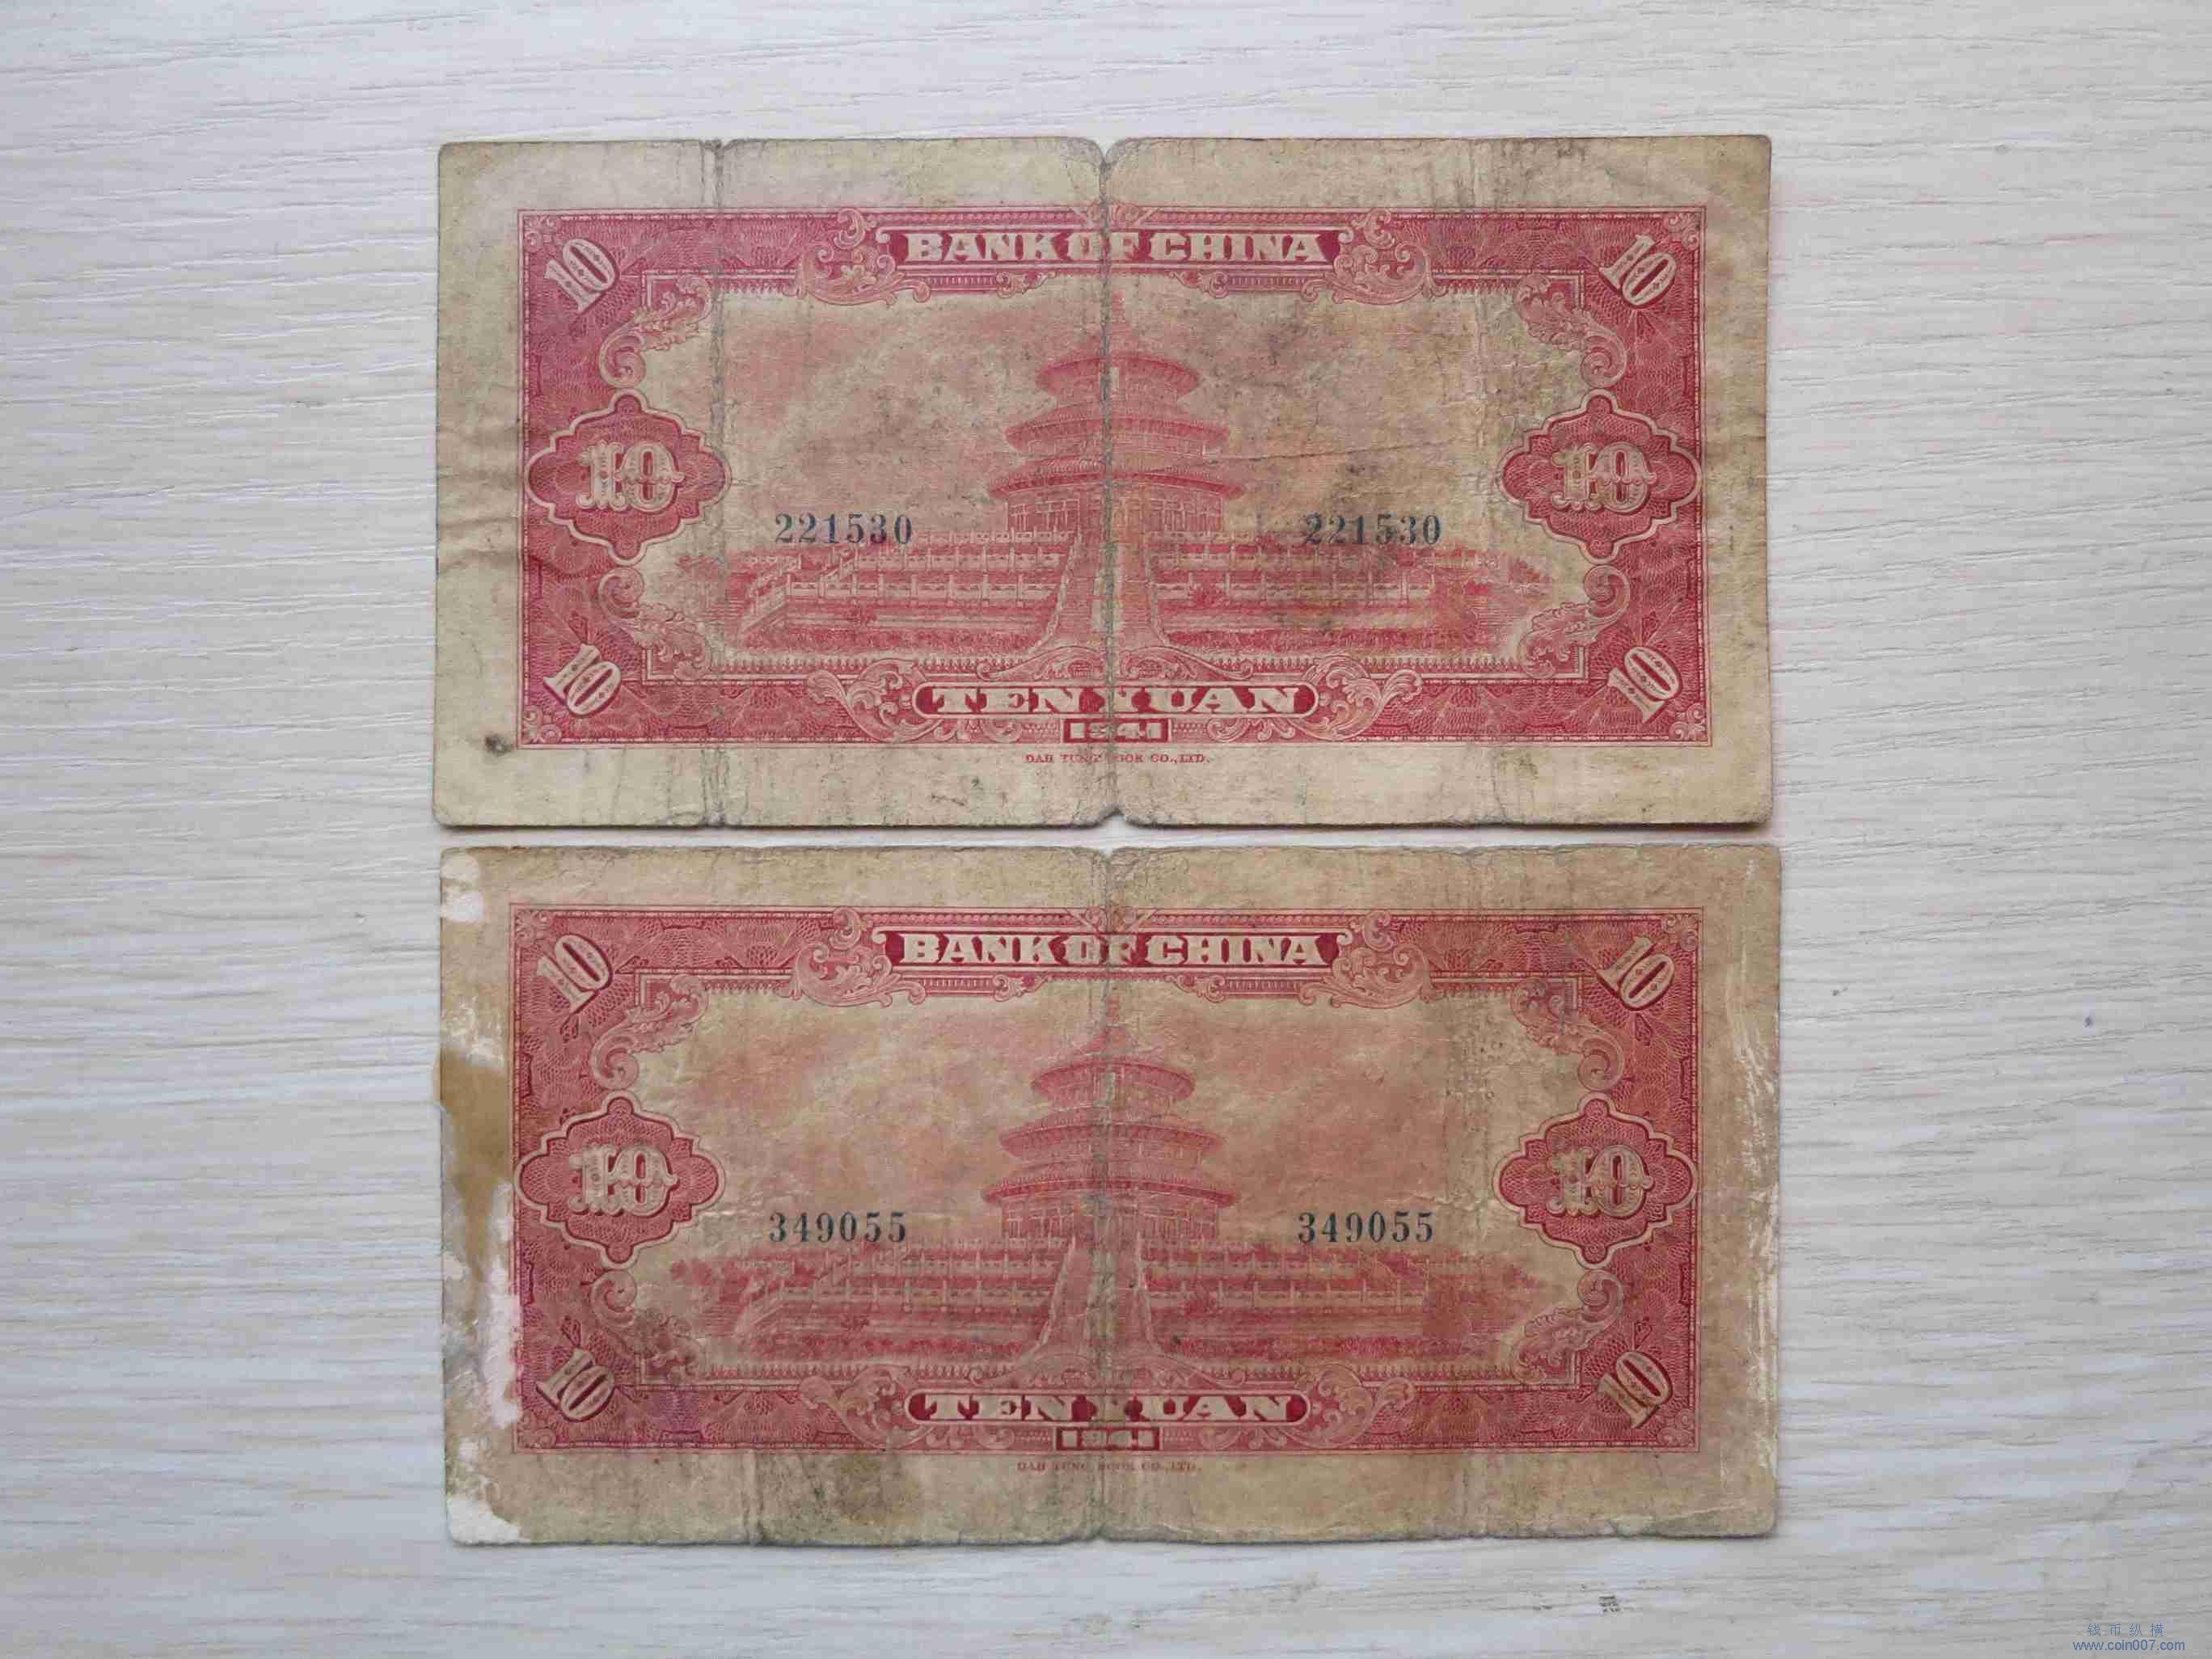 BANK OF CHINA
10 10
10 10
221530 221530
10 10
TEN YUAN
1941
DAH TUNG BOOK CO., LTD.
BANK OF CHINA
10 10
10 10
349055 349055
10 10
TEN YUAN
1941
DAH TUNG BOOK CO., LTD.
钱币纵横
www.coin007.com